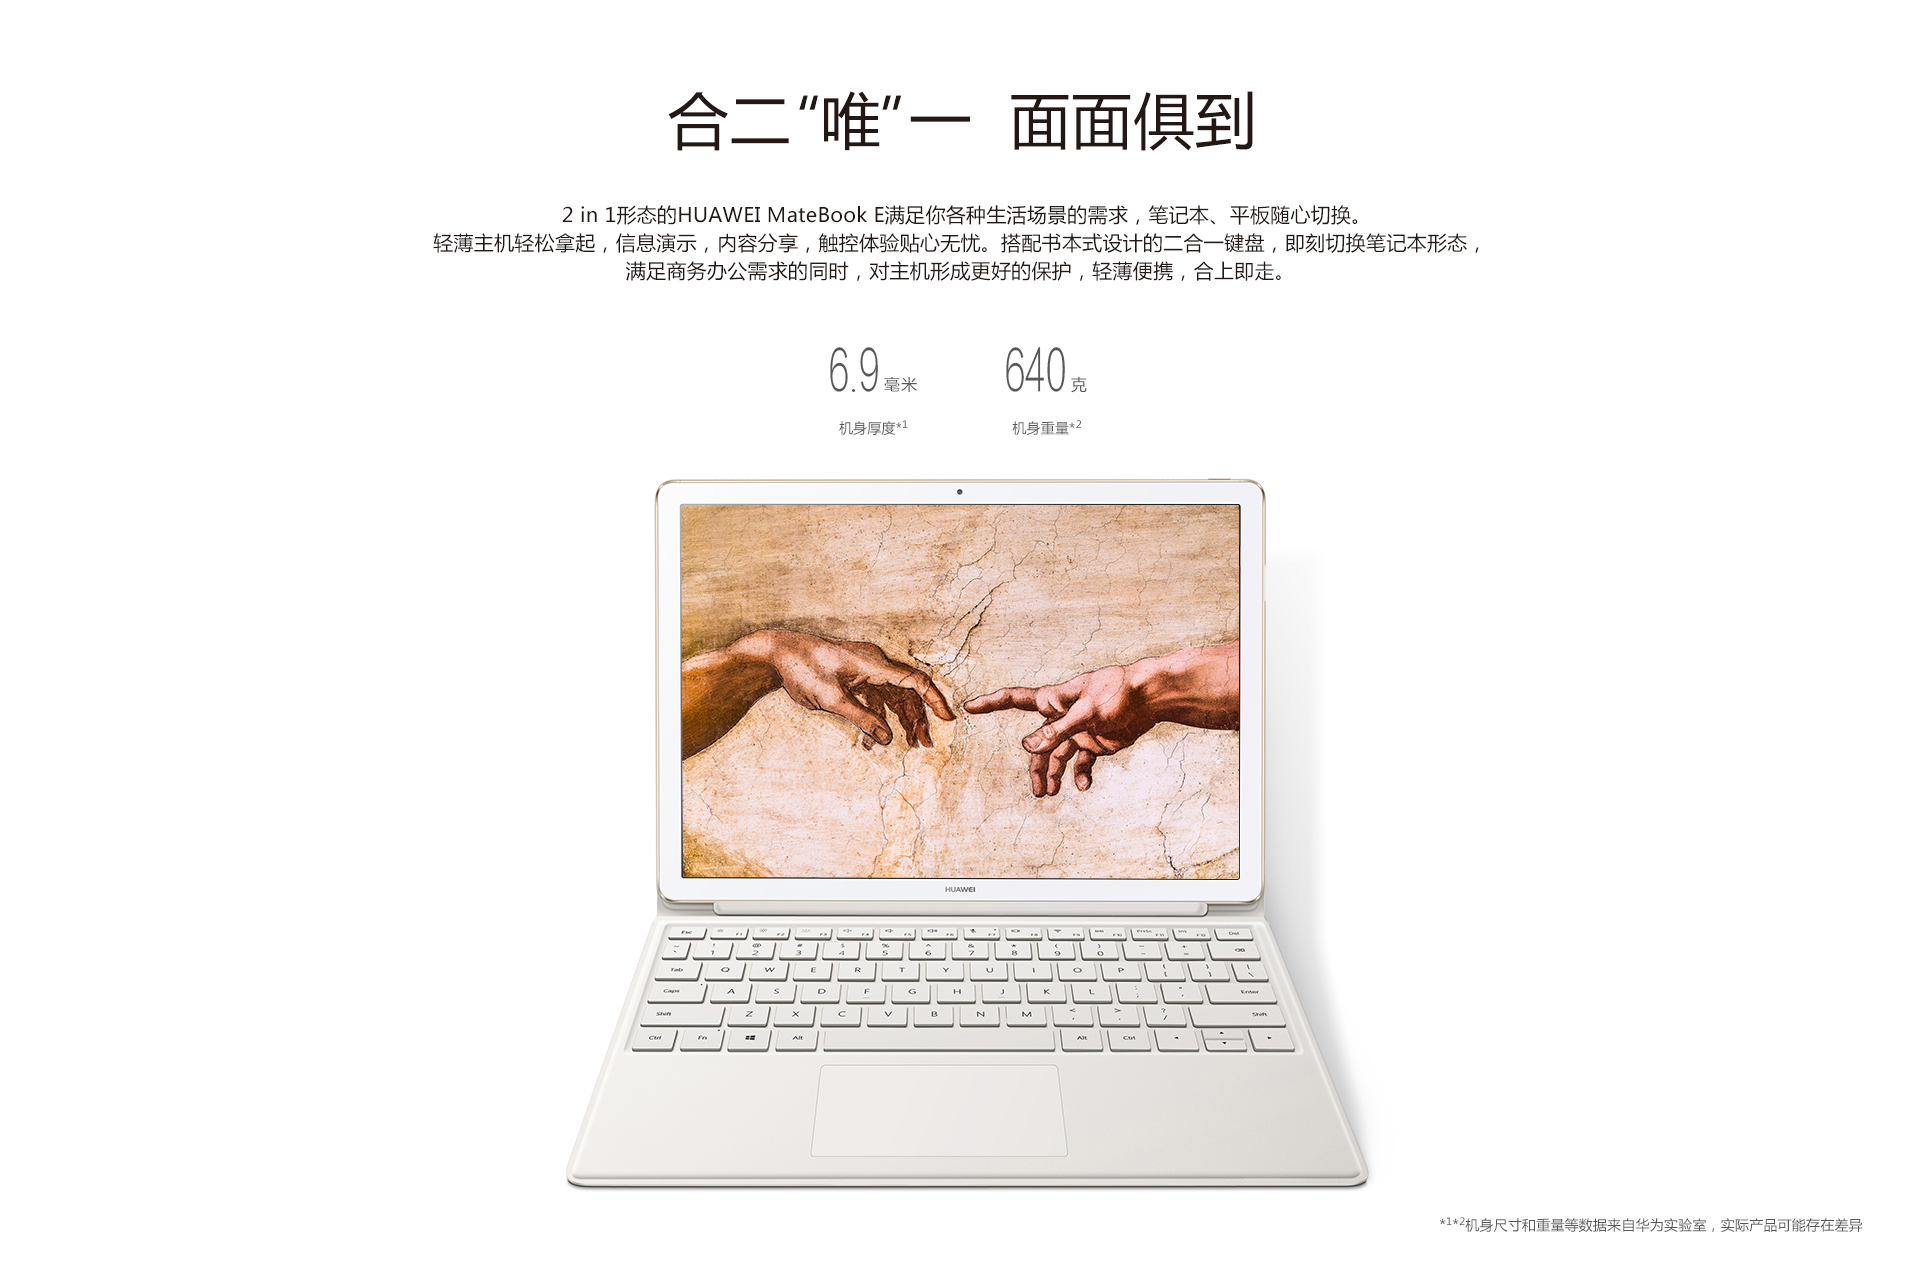 合二“唯”一 面面俱到
2 in 1形态的HUAWEI MateBook E满足你各种生活场景的需求，笔记本、平板随心切换。
轻薄主机轻松拿起，信息演示，内容分享，触控体验贴心无忧。搭配书本式设计的二合一键盘，即刻切换笔记本形态，
满足商务办公需求的同时，对主机形成更好的保护，轻薄便携，合上即走。
6.9 毫米 640 克
机身厚度*1 机身重量*2
HUAWEI
Esc F1 F2 F3 F4 F5 F6 F7 F8 F9 PrtSc F10 F11 Ins F12 Del
~ ` ! 1 @ 2 # 3 $ 4 % 5 ^ 6 & 7 * 8 ( 9 ) 0 - = +
Tab Q W E R T Y U I O P { [ } ] | \
Caps A S D F G H J K L : ; " ' Enter
Shift Z X C V B N M < , > . ? / Shift
Ctrl Fn Alt Alt Ctrl
*1*2机身尺寸和重量等数据来自华为实验室，实际产品可能存在差异